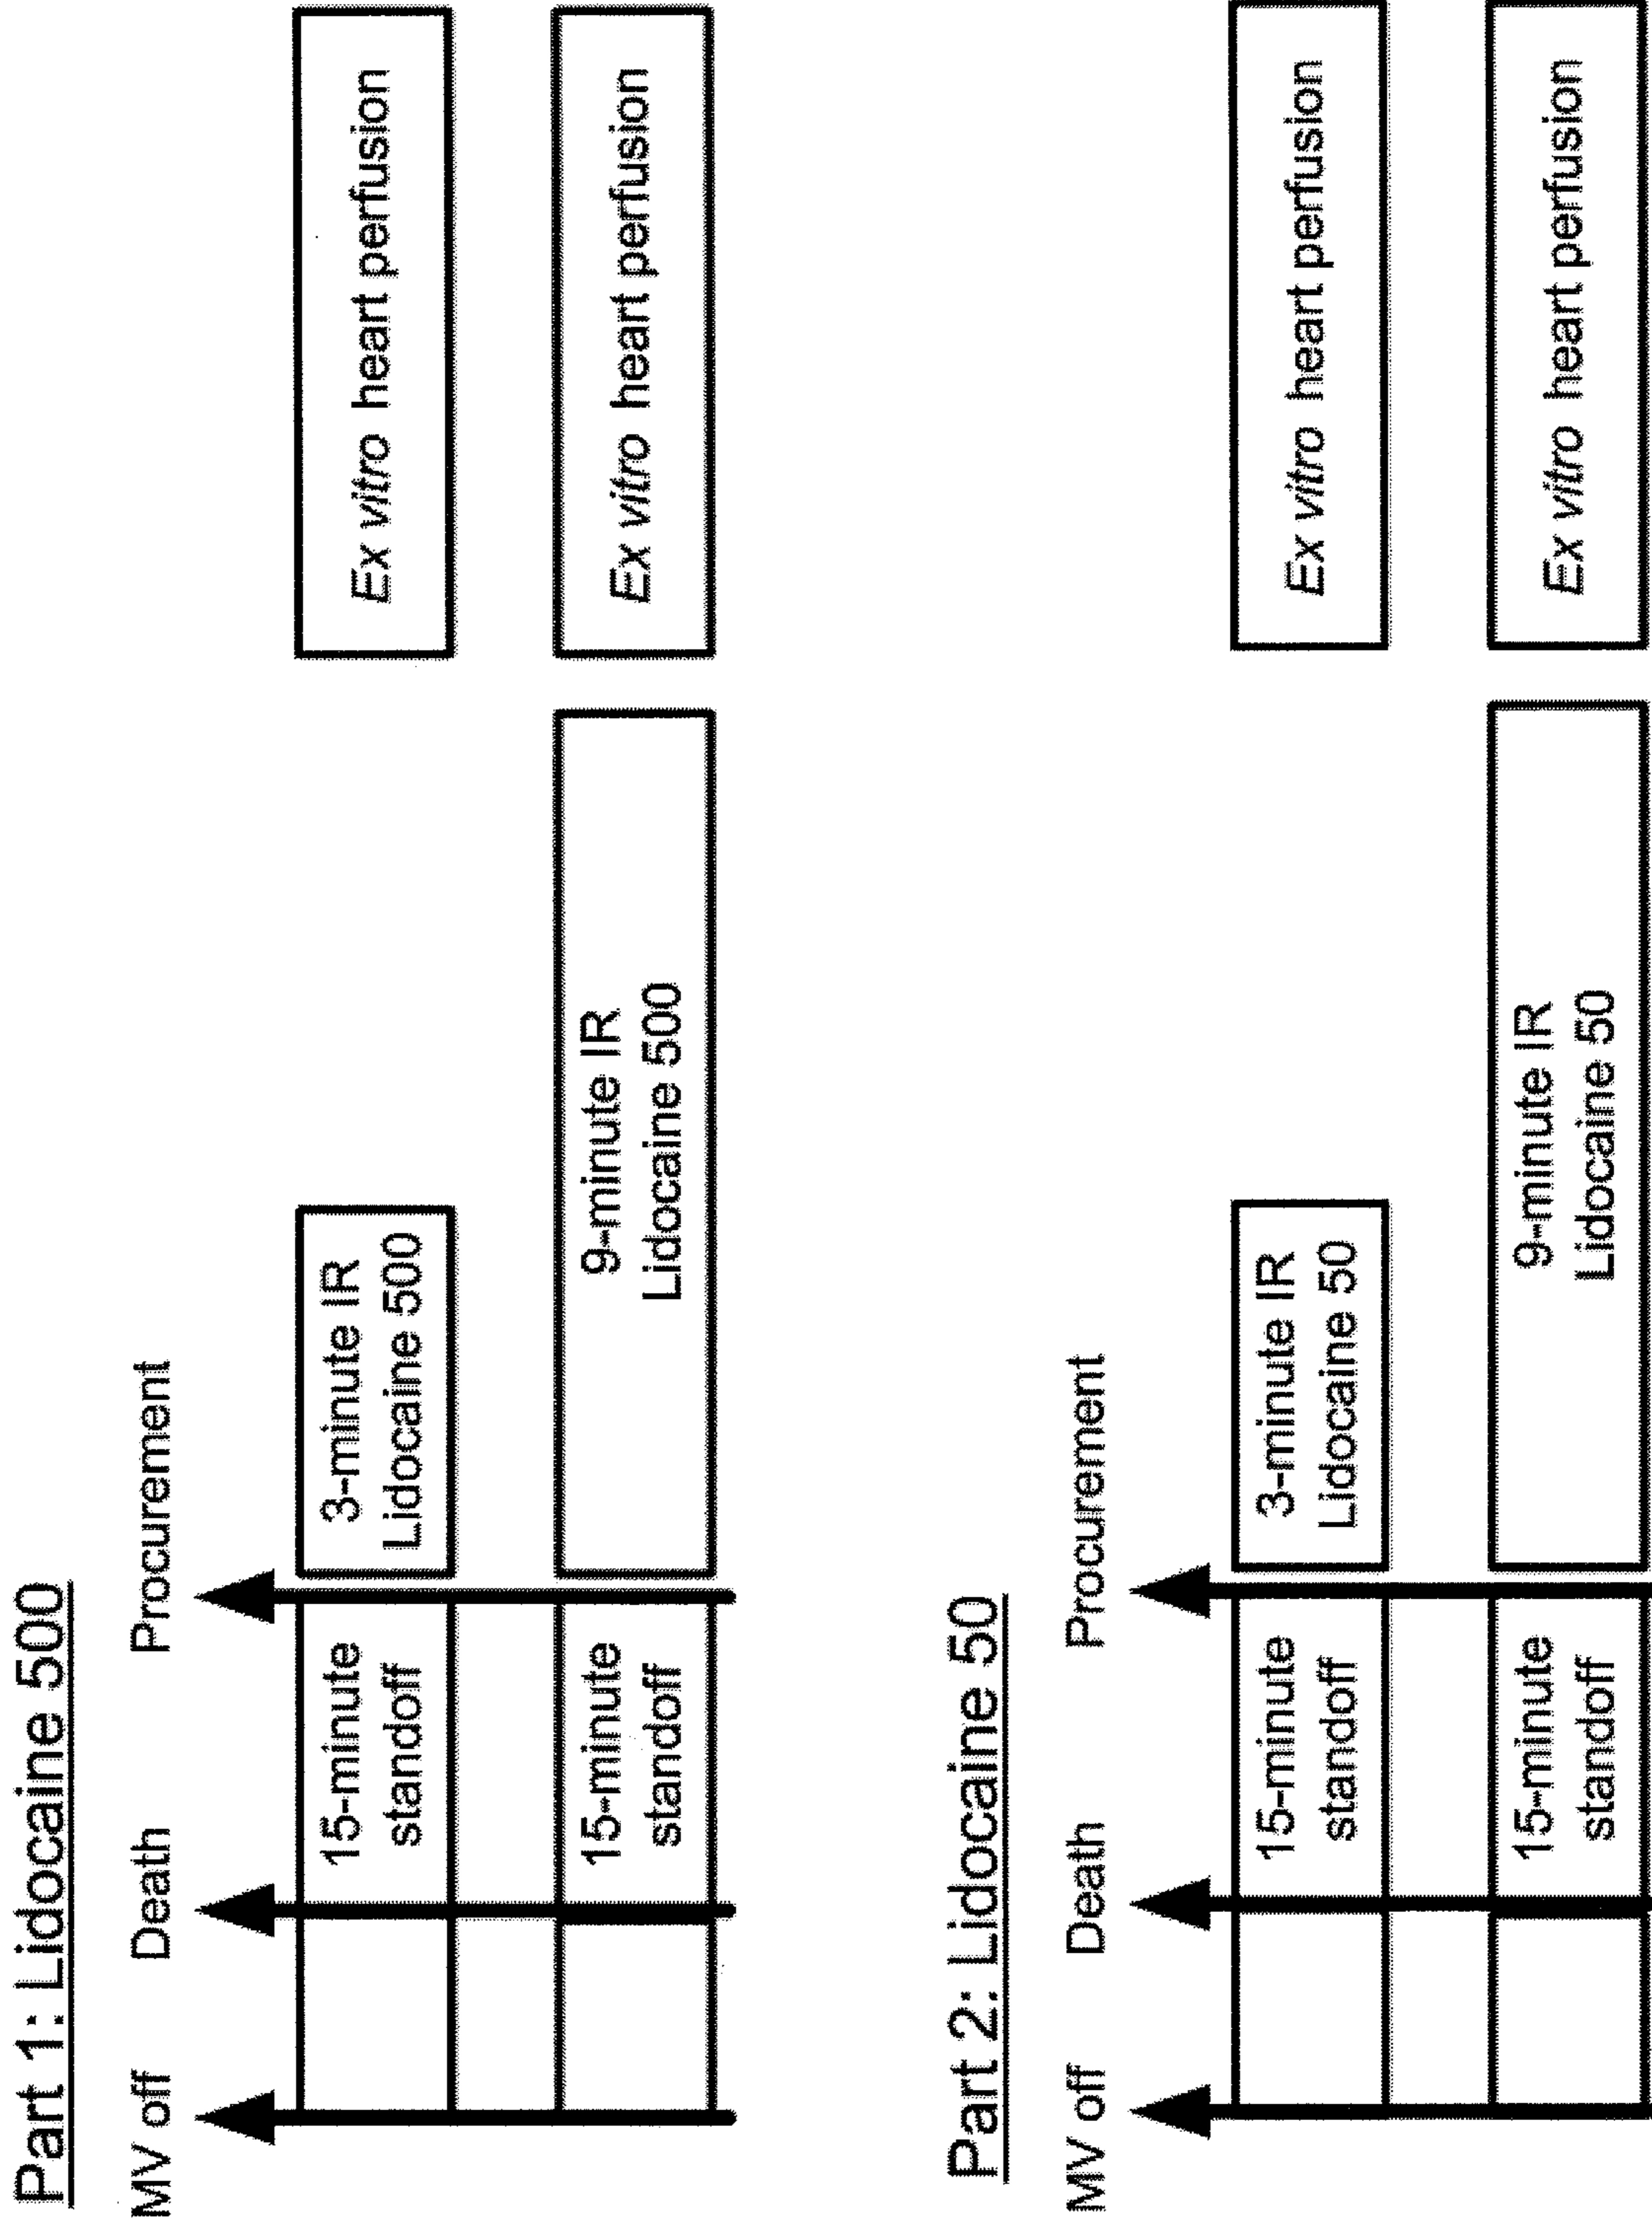 Part 1: Lidocaine 500
MV off
Death
Procurement
15-minute
standoff
3-minute IR
Lidocaine 500
Ex vitro heart perfusion
15-minute
standoff
9-minute IR
Lidocaine 500
Ex vitro heart perfusion
Part 2: Lidocaine 50
MV off
Death
Procurement
15-minute
standoff
3-minute IR
Lidocaine 50
Ex vitro heart perfusion
15-minute
standoff
9-minute IR
Lidocaine 50
Ex vitro heart perfusion